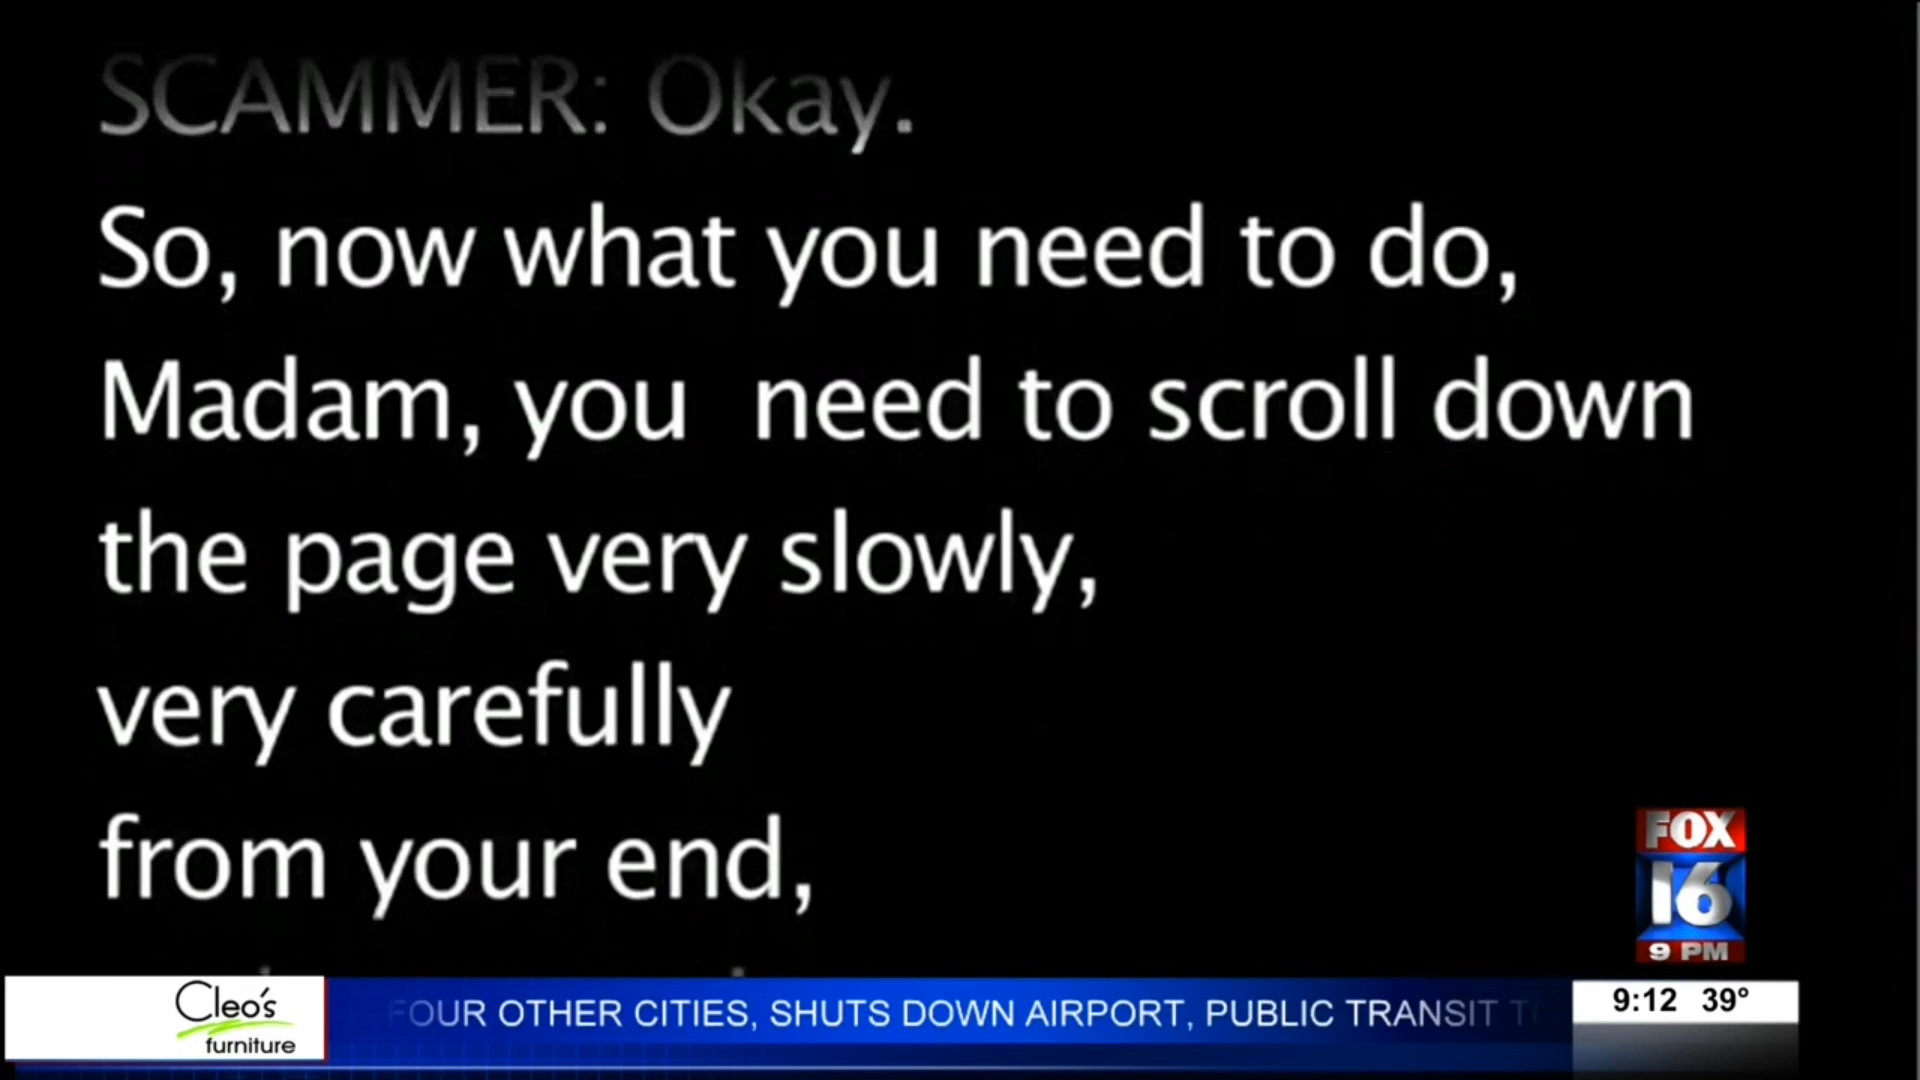 SCAMMER: Okay.
So, now what you need to do,
Madam, you  need to scroll down
the page very slowly,
very carefully
from your end,
FOX
16
9 PM
Cleo's
furniture
FOUR OTHER CITIES, SHUTS DOWN AIRPORT, PUBLIC TRANSIT
9:12 39°